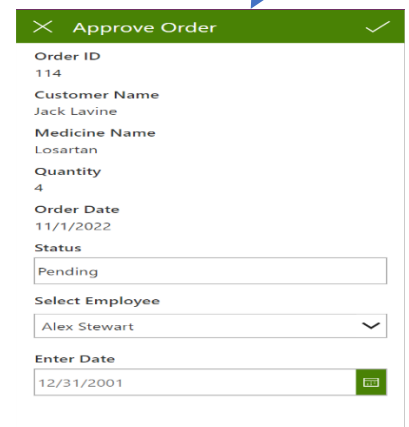 Approve Order
Order ID
114
Customer Name
Jack Lavine
Medicine Name
Losartan
Quantity
4
Order Date
11/1/2022
Status
Pending
Select Employee
Alex Stewart
Enter Date
12/31/2001